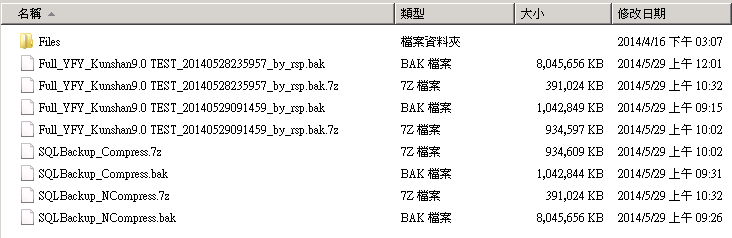 名稱 類型 大小 修改日期
Files 檔案資料夾 2014/4/16 下午 03:07
Full_YFY_Kunshan9.0 TEST_20140528235957_by_rsp.bak BAK 檔案 8,045,656 KB 2014/5/29 上午 12:01
Full_YFY_Kunshan9.0 TEST_20140528235957_by_rsp.bak.7z 7Z 檔案 391,024 KB 2014/5/29 上午 10:32
Full_YFY_Kunshan9.0 TEST_20140529091459_by_rsp.bak BAK 檔案 1,042,849 KB 2014/5/29 上午 09:15
Full_YFY_Kunshan9.0 TEST_20140529091459_by_rsp.bak.7z 7Z 檔案 934,597 KB 2014/5/29 上午 10:02
SQLBackup_Compress.7z 7Z 檔案 934,609 KB 2014/5/29 上午 10:02
SQLBackup_Compress.bak BAK 檔案 1,042,844 KB 2014/5/29 上午 09:31
SQLBackup_NCompress.7z 7Z 檔案 391,024 KB 2014/5/29 上午 10:32
SQLBackup_NCompress.bak BAK 檔案 8,045,656 KB 2014/5/29 上午 09:26